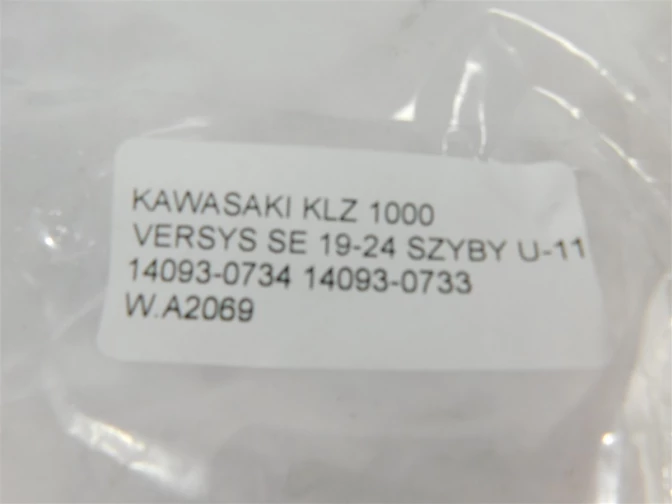 KAWASAKI KLZ 1000
VERSYS SE 19-24 SZYBY U-11
14093-0734 14093-0733
W.A2069